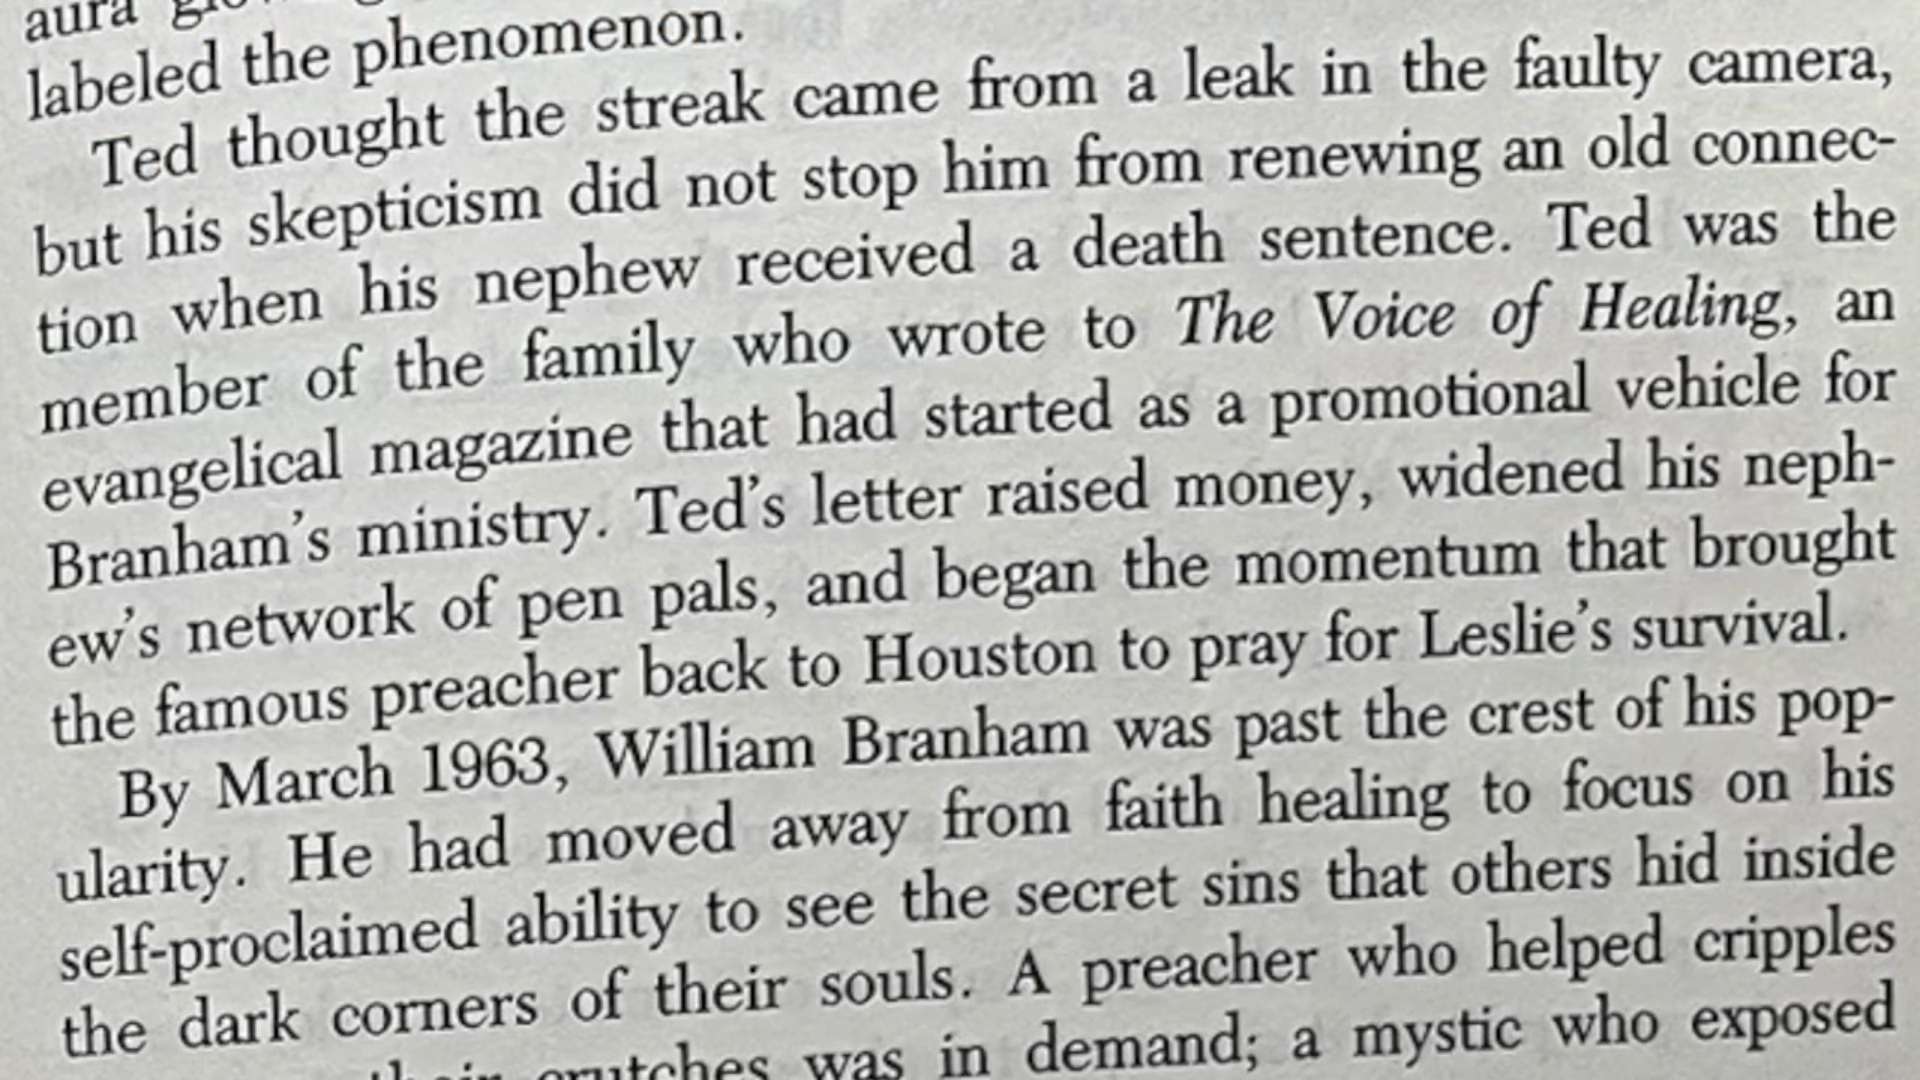 aura
labeled the phenomenon.
Ted thought the streak came from a leak in the faulty camera,
but his skepticism did not stop him from renewing an old connec-
tion when his nephew received a death sentence. Ted was the
member of the family who wrote to The Voice of Healing, an
evangelical magazine that had started as a promotional vehicle for
Branham's ministry. Ted's letter raised money, widened his neph-
ew's network of pen pals, and began the momentum that brought
the famous preacher back to Houston to pray for Leslie's survival.
By March 1963, William Branham was past the crest of his pop-
ularity. He had moved away from faith healing to focus on his
self-proclaimed ability to see the secret sins that others hid inside
the dark corners of their souls. A preacher who helped cripples
their crutches was in demand; a mystic who exposed